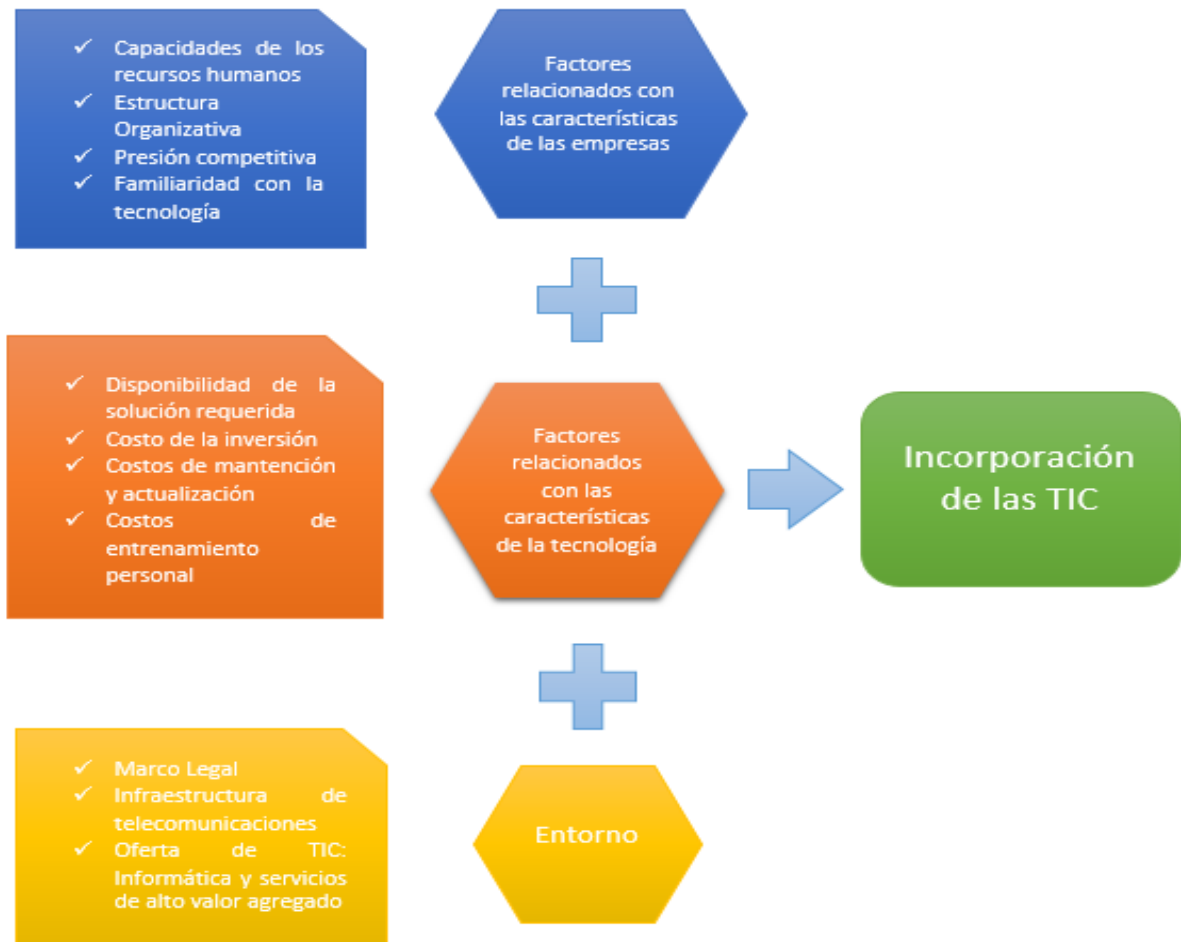 ✓ Capacidades de los
recursos humanos
✓ Estructura
Organizativa
✓ Presión competitiva
✓ Familiaridad con la
tecnología
Factores
relacionados con
las características
de las empresas
✓ Disponibilidad de la
solución requerida
✓ Costo de la inversión
✓ Costos de mantención
y actualización
✓ Costos de
entrenamiento
personal
Factores
relacionados
con las
características
de la tecnología
Incorporación
de las TIC
✓ Marco Legal
✓ Infraestructura de
telecomunicaciones
✓ Oferta de TIC:
Informática y servicios
de alto valor agregado
Entorno